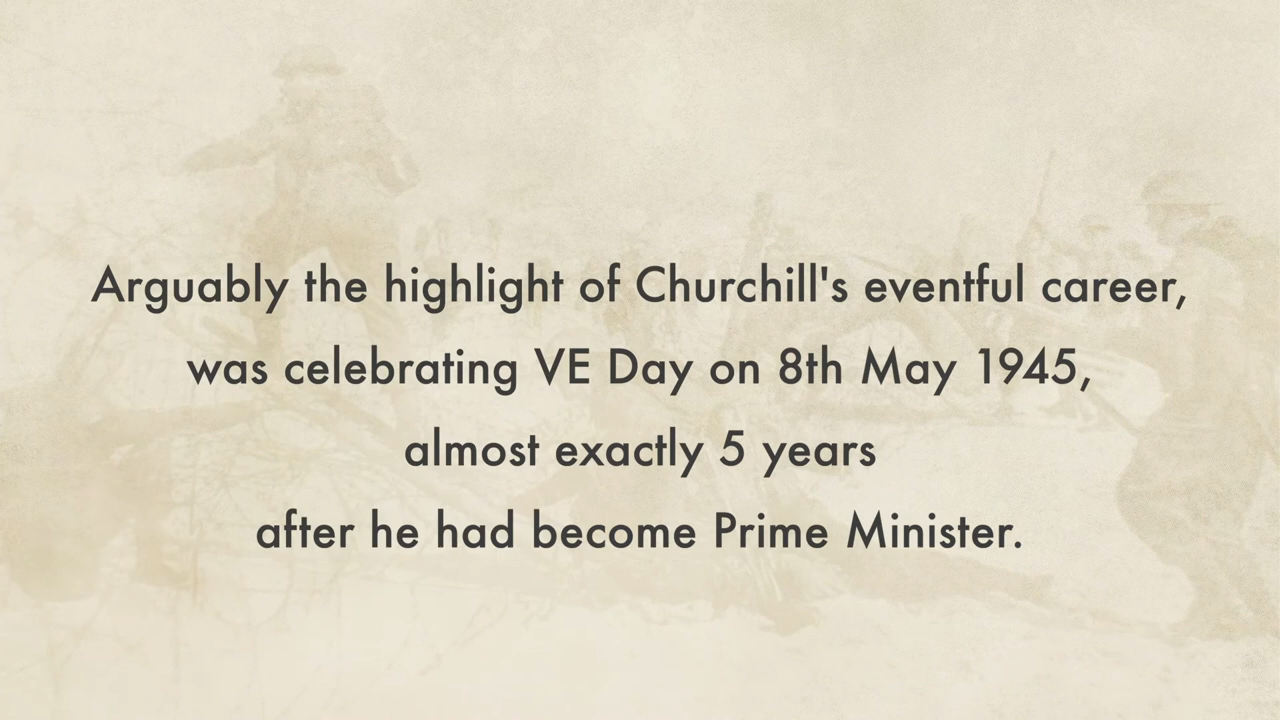 Arguably the highlight of Churchill's eventful career,
was celebrating VE Day on 8th May 1945,
almost exactly 5 years
after he had become Prime Minister.